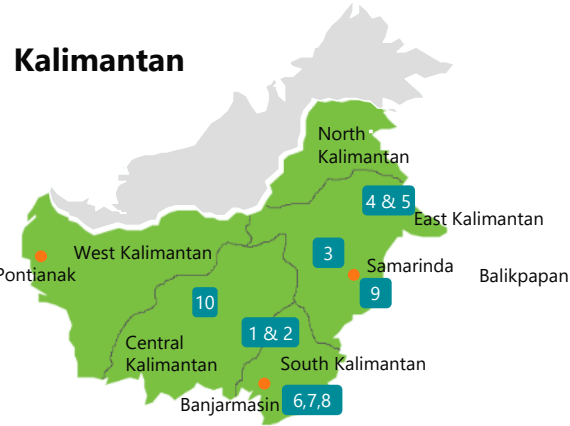 Kalimantan
North
Kalimantan
4 & 5
East Kalimantan
West Kalimantan
3
Samarinda
Pontianak
Balikpapan
9
10
1 & 2
Central
Kalimantan
South Kalimantan
Banjarmasin
6,7,8